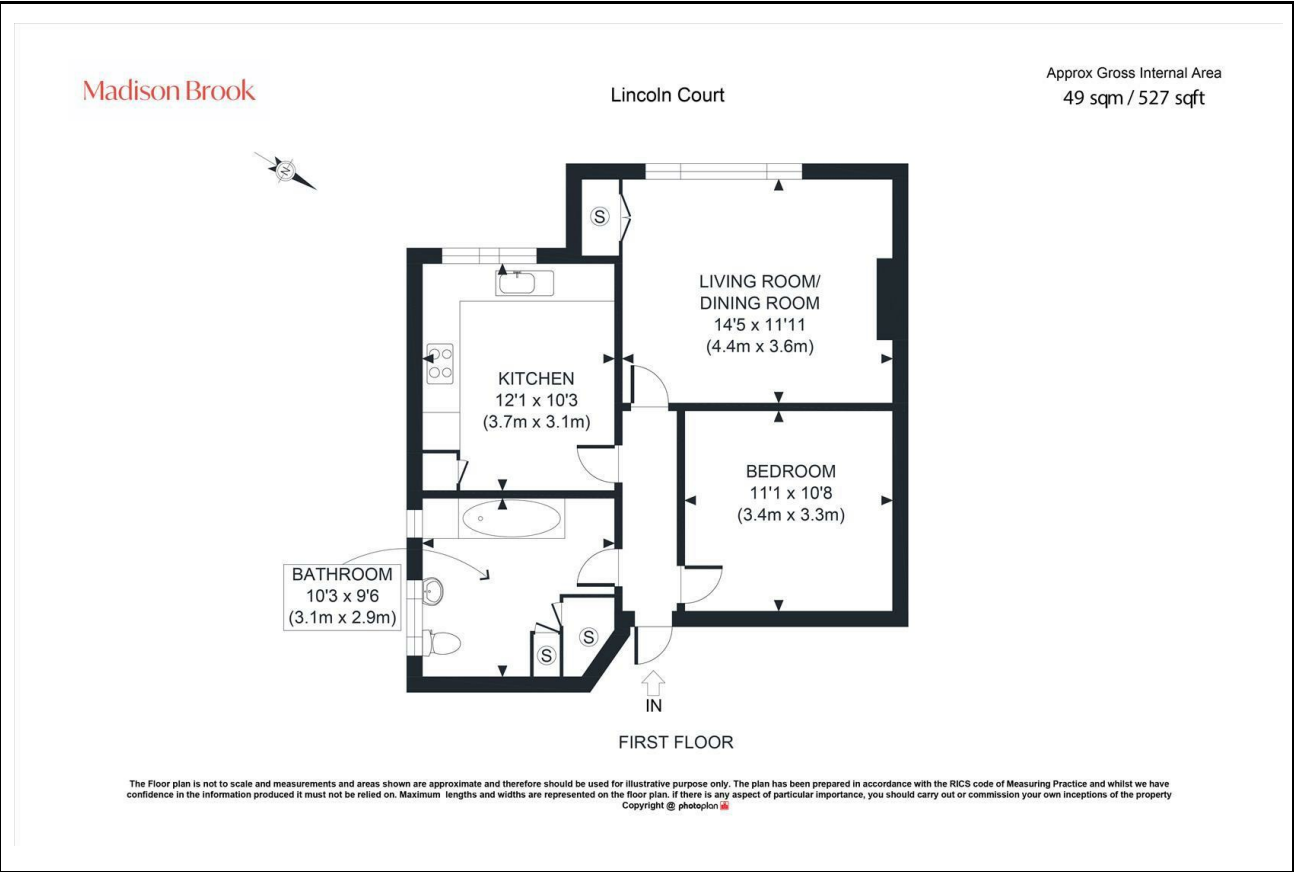 Madison Brook
Lincoln Court
Approx Gross Internal Area
49 sqm / 527 sqft
N
S
LIVING ROOM/
DINING ROOM
14'5 x 11'11
(4.4m x 3.6m)
KITCHEN
12'1 x 10'3
(3.7m x 3.1m)
BEDROOM
11'1 x 10'8
(3.4m x 3.3m)
BATHROOM
10'3 x 9'6
(3.1m x 2.9m)
S
S
IN
FIRST FLOOR
The Floor plan is not to scale and measurements and areas shown are approximate and therefore should be used for illustrative purpose only. The plan has been prepared in accordance with the RICS code of Measuring Practice and whilst we have
confidence in the information produced it must not be relied on. Maximum lengths and widths are represented on the floor plan. if there is any aspect of particular importance, you should carry out or commission your own inceptions of the property
Copyright @ photoplan